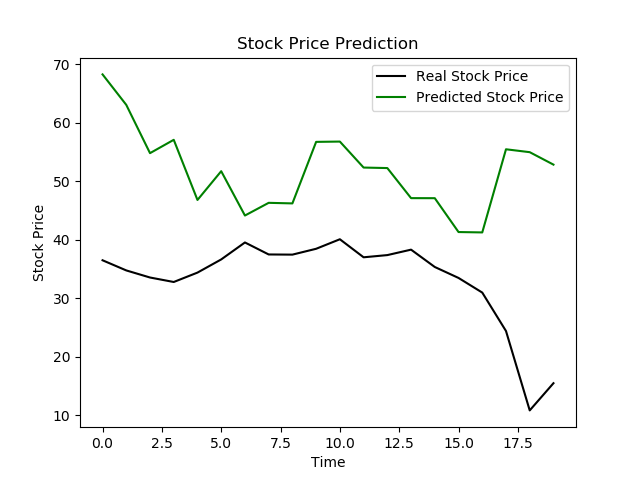 Stock Price Prediction
Real Stock Price
Predicted Stock Price
Stock Price
70
60
50
40
30
20
10
0.0 2.5 5.0 7.5 10.0 12.5 15.0 17.5
Time